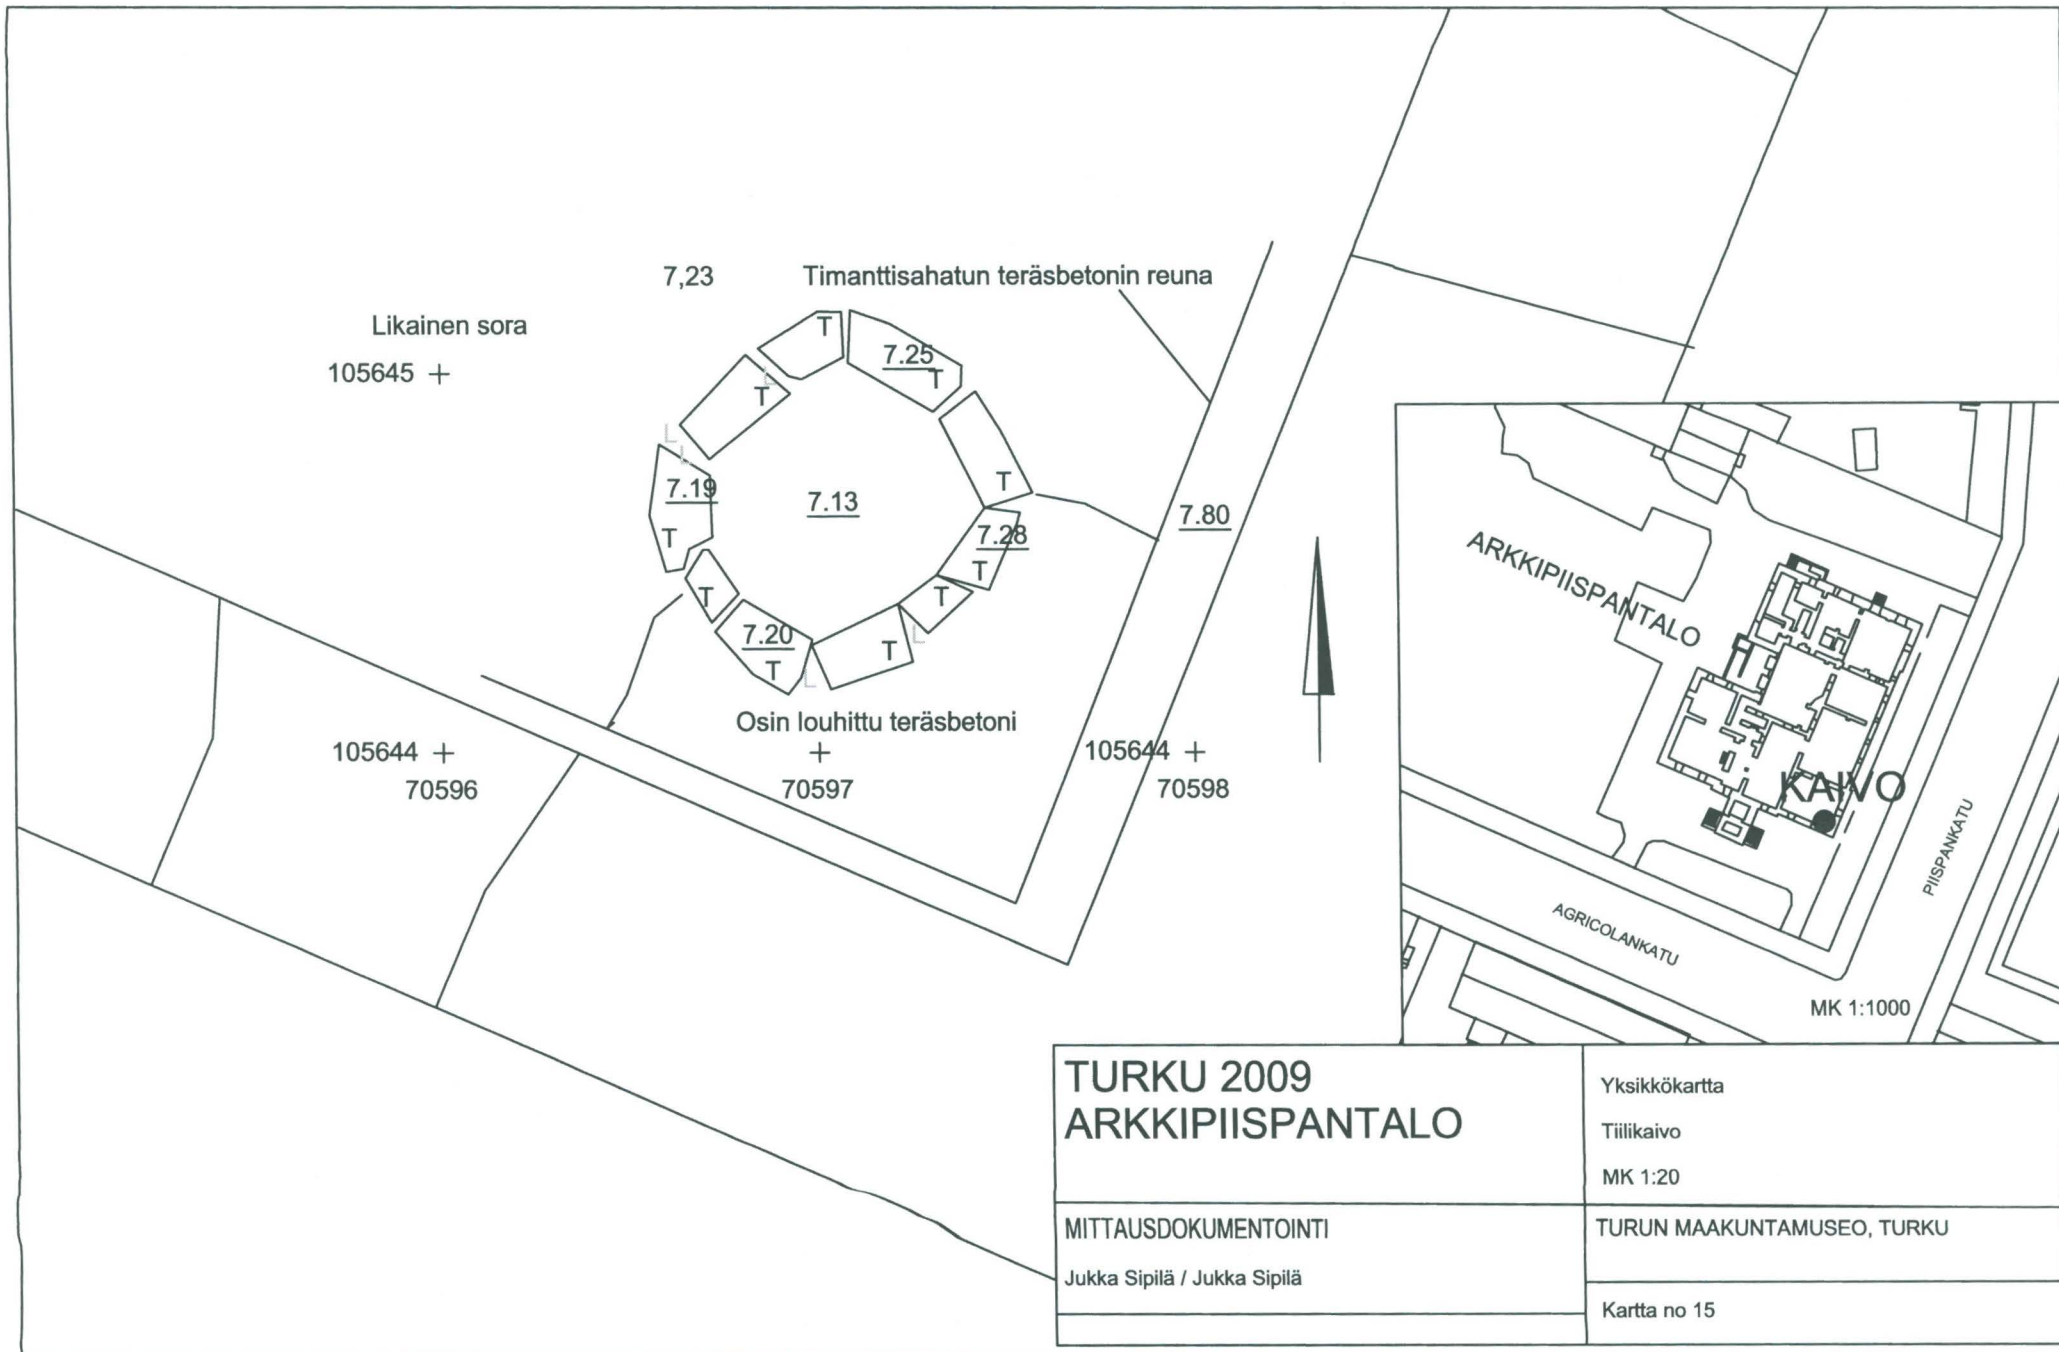 7,23
Timanttisahatun teräsbetonin reuna
Likainen sora
105645
T
7.25
T
L
T
L
L
7.19
T
7.13
T
7.80
7.28
T
T
T
7.20
T
L
T
L
Osin louhittu teräsbetoni
105644
70596
70597
105644
70598
ARKKIPIISPANTALO
KAIVO
PIISPANKATU
AGRICOLANKATU
MK 1:1000
TURKU 2009
ARKKIPIISPANTALO
Yksikkökartta
Tiilikaivo
MK 1:20
MITTAUSDOKUMENTOINTI
Jukka Sipilä / Jukka Sipilä
TURUN MAAKUNTAMUSEO, TURKU
Kartta no 15